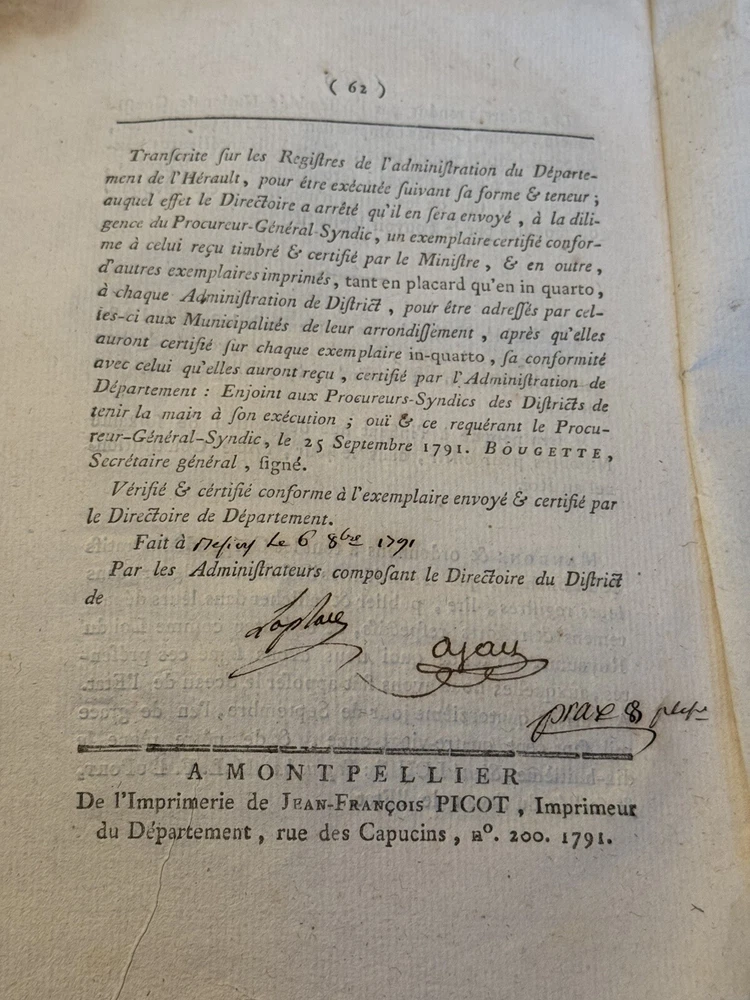 ( 62 )
Tranſcrite ſur les Regiſtres de l'adminiſtration du Départe-
ment de l'Hérault, pour être exécutée ſuivant ſa forme & teneur ;
auquel effet le Directoire a arrêté qu'il en ſera envoyé, à la dili-
gence du Procureur-Général-Syndic, un exemplaire certifié confor-
me à celui reçu timbré & certifié par le Miniſtre, & en outre,
d'autres exemplaires imprimés, tant en placard qu'en in quarto,
à chaque Adminiſtration de Diſtrict, pour être adreſſés par cel-
les-ci aux Municipalités de leur arrondiſſement, après qu'elles
auront certifié ſur chaque exemplaire in-quarto, ſa conformité
avec celui qu'elles auront reçu, certifié par l'Adminiſtration de
Département : Enjoint aux Procureurs-Syndics des Diſtricts de
tenir la main à ſon exécution ; ouï & ce requérant le Procu-
reur-Général-Syndic, le 25 Septembre 1791. BOUGETTE,
Secrétaire général, ſigné.
Vérifié & cértifié conforme à l'exemplaire envoyé & certifié par
le Directoire de Département.
Fait à Le 6 8bre 1791
Par les Adminiſtrateurs compoſant le Directoire du Diſtrict
de
A MONTPELLIER
De l'Imprimerie de JEAN-FRANÇOIS PICOT, Imprimeur
du Département, rue des Capucins, nº. 200. 1791.